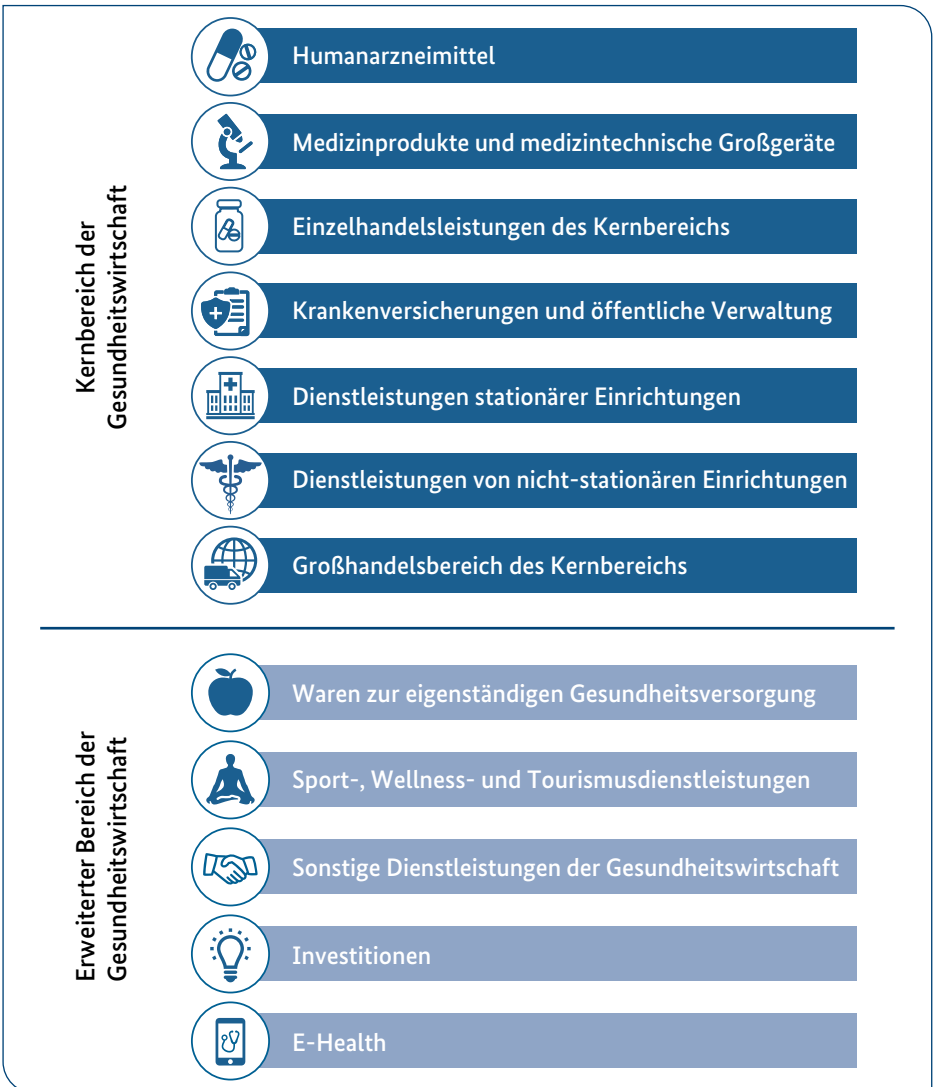 Kernbereich der
Gesundheitswirtschaft
Humanarzneimittel
Medizinprodukte und medizintechnische Großgeräte
Einzelhandelsleistungen des Kernbereichs
Krankenversicherungen und öffentliche Verwaltung
Dienstleistungen stationärer Einrichtungen
Dienstleistungen von nicht-stationären Einrichtungen
Großhandelsbereich des Kernbereichs
Erweiterter Bereich der
Gesundheitswirtschaft
Waren zur eigenständigen Gesundheitsversorgung
Sport-, Wellness- und Tourismusdienstleistungen
Sonstige Dienstleistungen der Gesundheitswirtschaft
Investitionen
E-Health